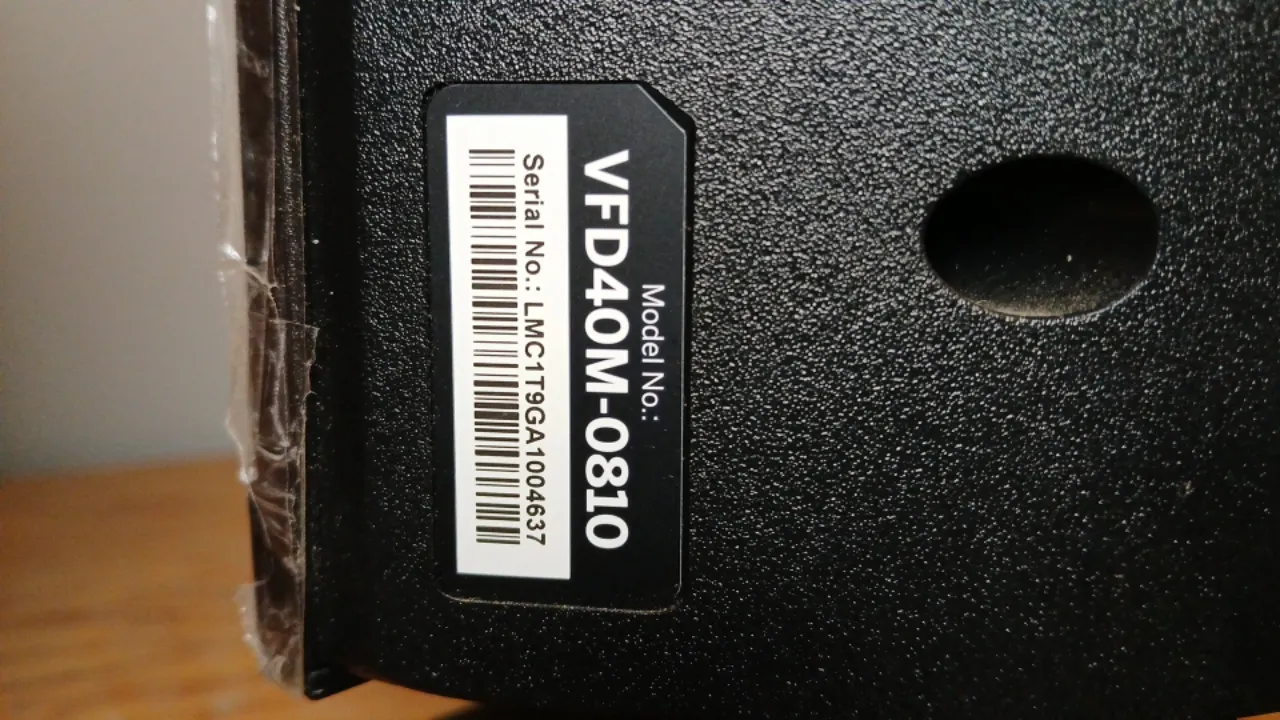 Model No.:
VFD40M-0810
Serial No.: LMC1T9GA1004637